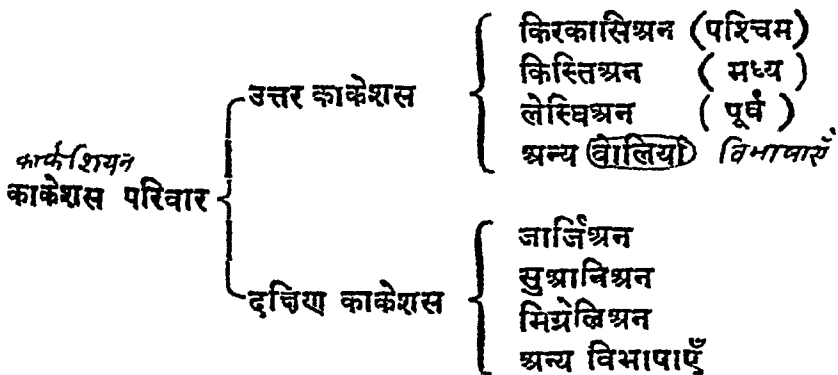 किरकासिअन (पश्चिम)
उत्तर काकेशस
किस्तिअन (मध्य)
लेस्घिअन (पूर्व)
अन्य बोलियाँ विभाषाएँ
काकेशियन
काकेशस परिवार
जार्जिअन
सुआनिअन
दक्षिण काकेशस
मिंग्रेलिअन
अन्य विभाषाएँ